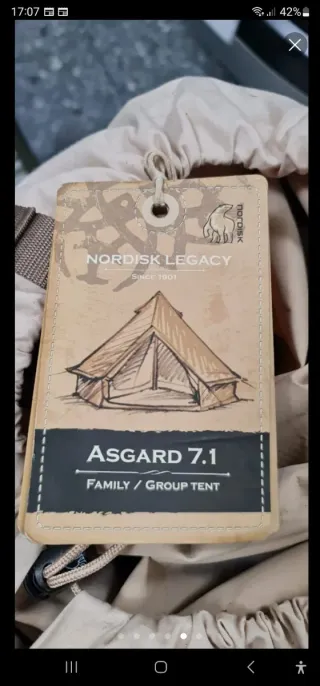 17:07
42%
nordisk
NORDISK LEGACY
SINCE 1901
ASGARD 7.1
FAMILY / GROUP TENT